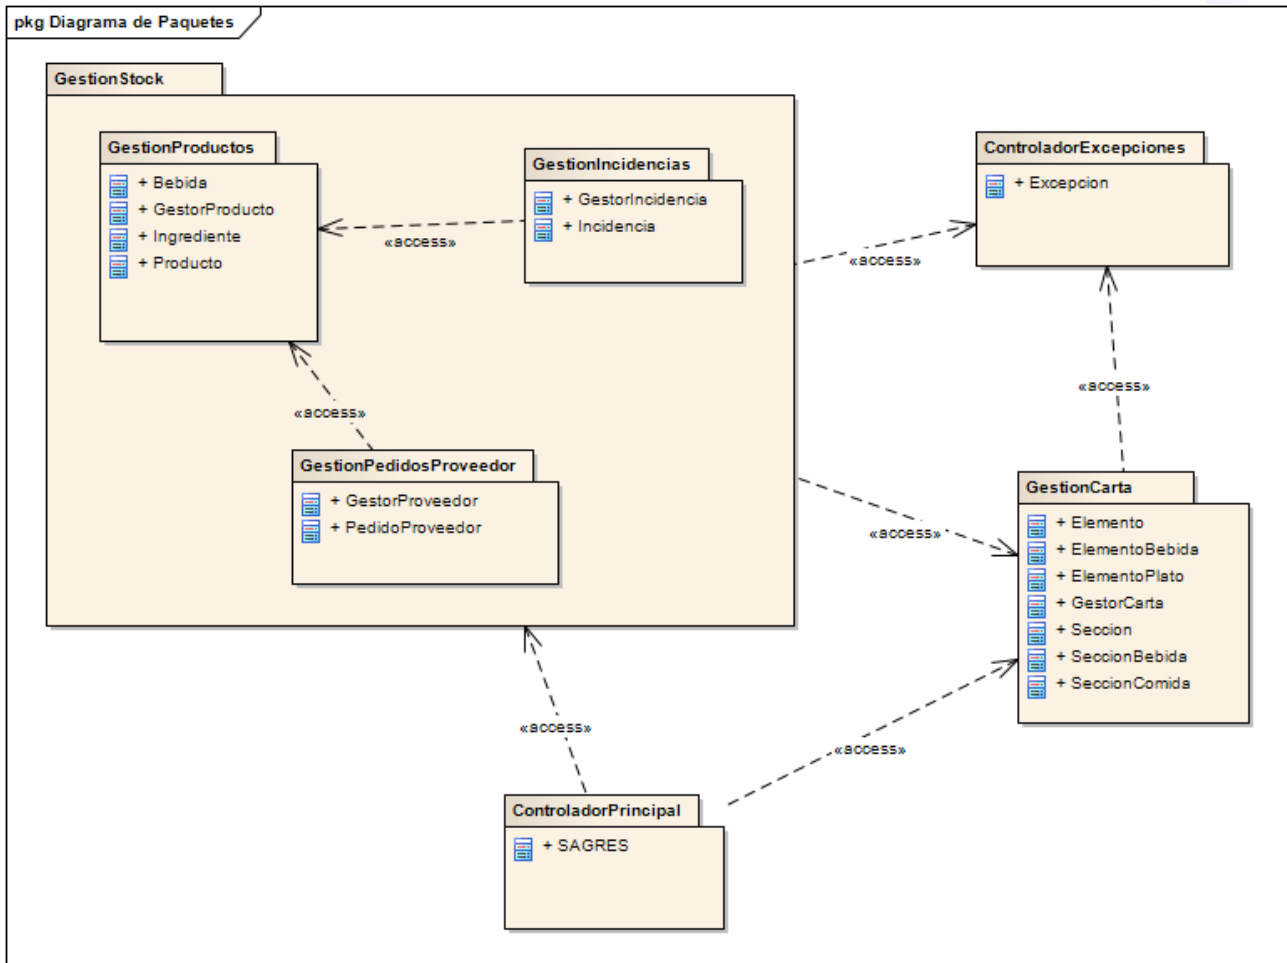 pkg Diagrama de Paquetes
GestionStock
GestionProductos
+ Bebida
+ GestorProducto
+ Ingrediente
+ Producto
GestionIncidencias
+ GestorIncidencia
+ Incidencia
«access»
ControladorExcepciones
+ Excepcion
«access»
«access»
«access»
GestionPedidosProveedor
+ GestorProveedor
+ PedidoProveedor
GestionCarta
+ Elemento
+ ElementoBebida
+ ElementoPlato
+ GestorCarta
+ Seccion
+ SeccionBebida
+ SeccionComida
«access»
«access»
«access»
ControladorPrincipal
+ SAGRES